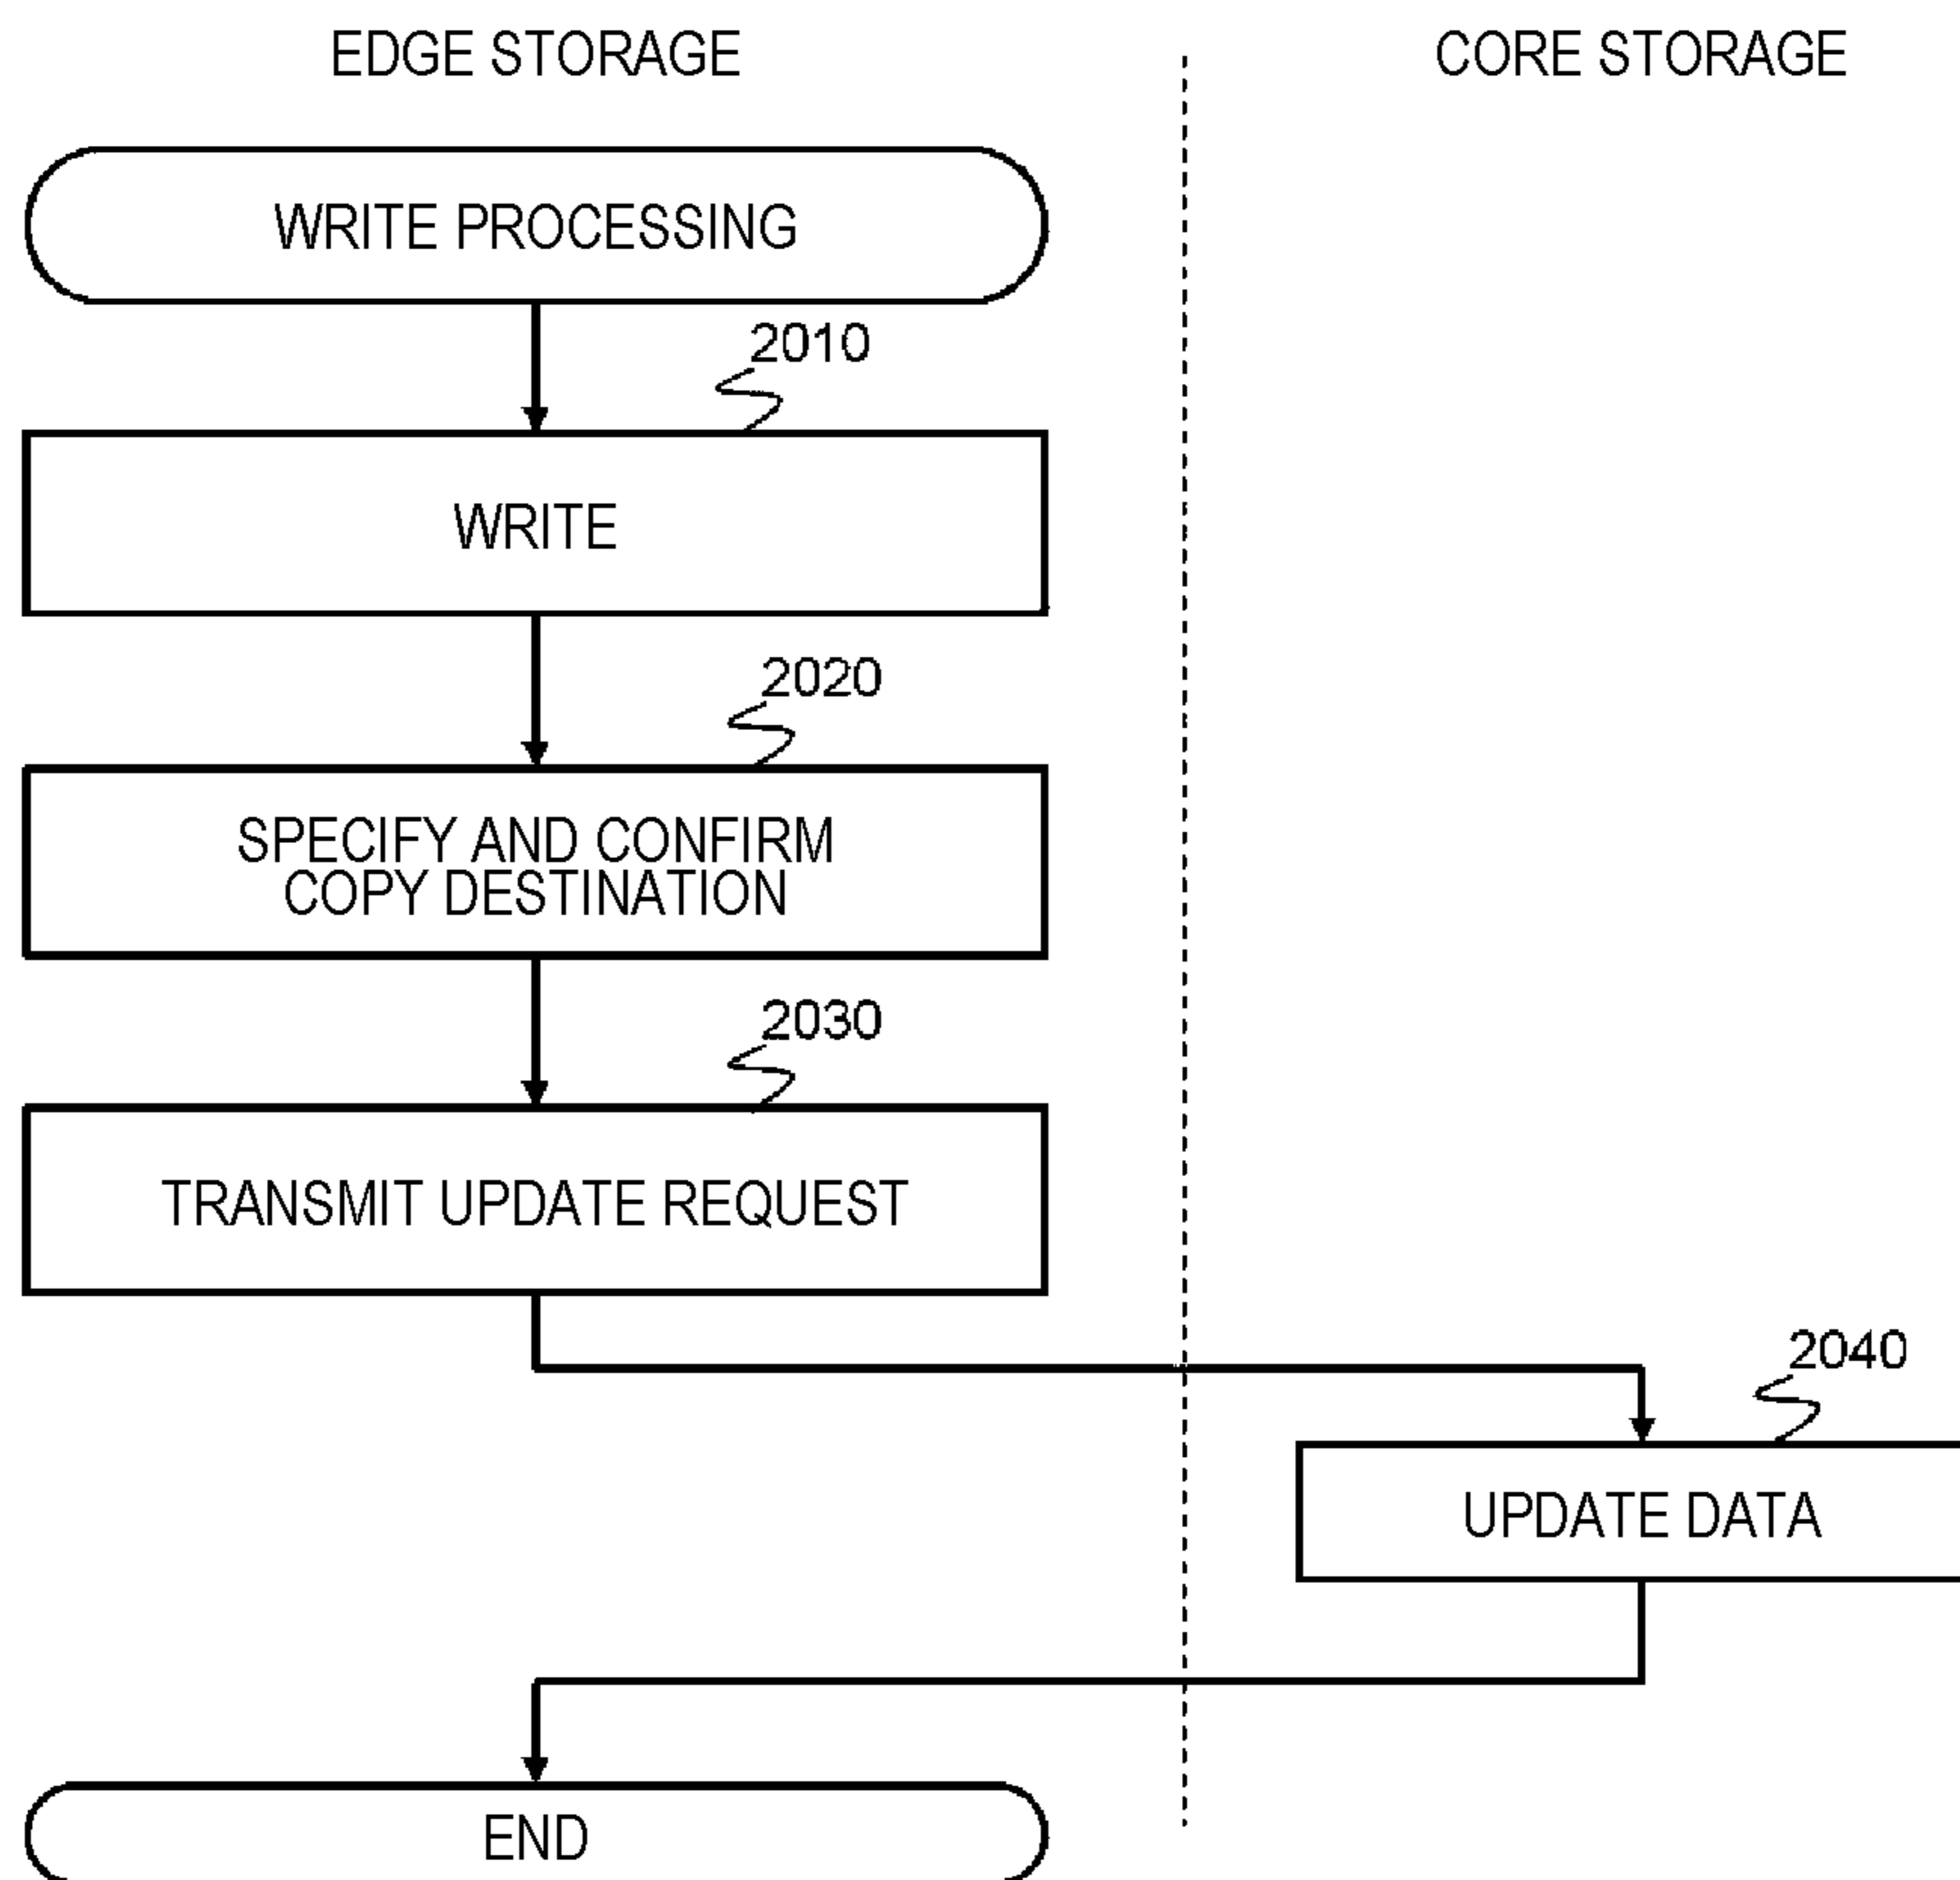 EDGE STORAGE
CORE STORAGE
WRITE PROCESSING
2010
WRITE
2020
SPECIFY AND CONFIRM
COPY DESTINATION
2030
TRANSMIT UPDATE REQUEST
2040
UPDATE DATA
END